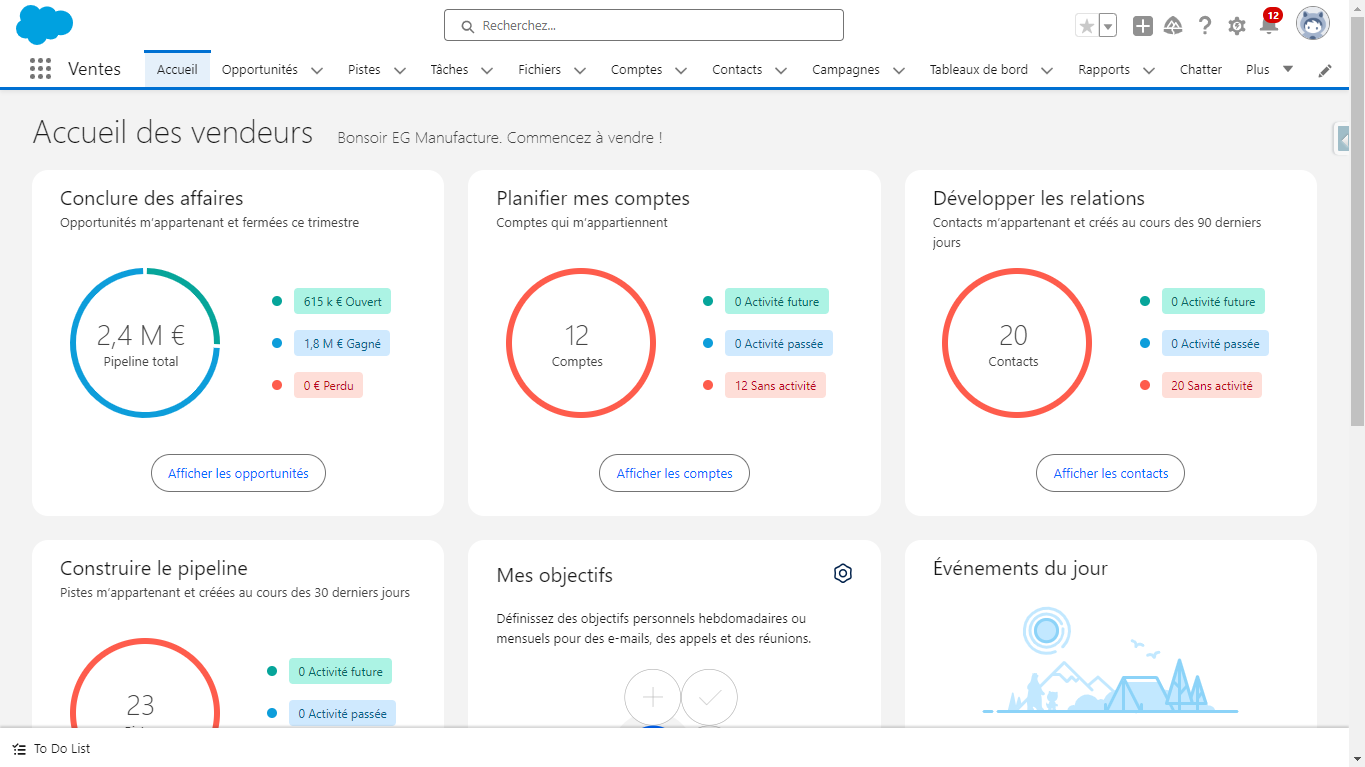 Recherchez...
12
Ventes
Accueil
Opportunités
Pistes
Tâches
Fichiers
Comptes
Contacts
Campagnes
Tableaux de bord
Rapports
Chatter
Plus
Accueil des vendeurs
Bonsoir EG Manufacture. Commencez à vendre !
Conclure des affaires
Opportunités m'appartenant et fermées ce trimestre
2,4 M €
Pipeline total
615 k € Ouvert
1,8 M € Gagné
0 € Perdu
Afficher les opportunités
Planifier mes comptes
Comptes qui m'appartiennent
12
Comptes
0 Activité future
0 Activité passée
12 Sans activité
Afficher les comptes
Développer les relations
Contacts m'appartenant et créés au cours des 90 derniers
jours
20
Contacts
0 Activité future
0 Activité passée
20 Sans activité
Afficher les contacts
Construire le pipeline
Pistes m'appartenant et créées au cours des 30 derniers jours
23
0 Activité future
0 Activité passée
Mes objectifs
Définissez des objectifs personnels hebdomadaires ou
mensuels pour des e-mails, des appels et des réunions.
Événements du jour
To Do List